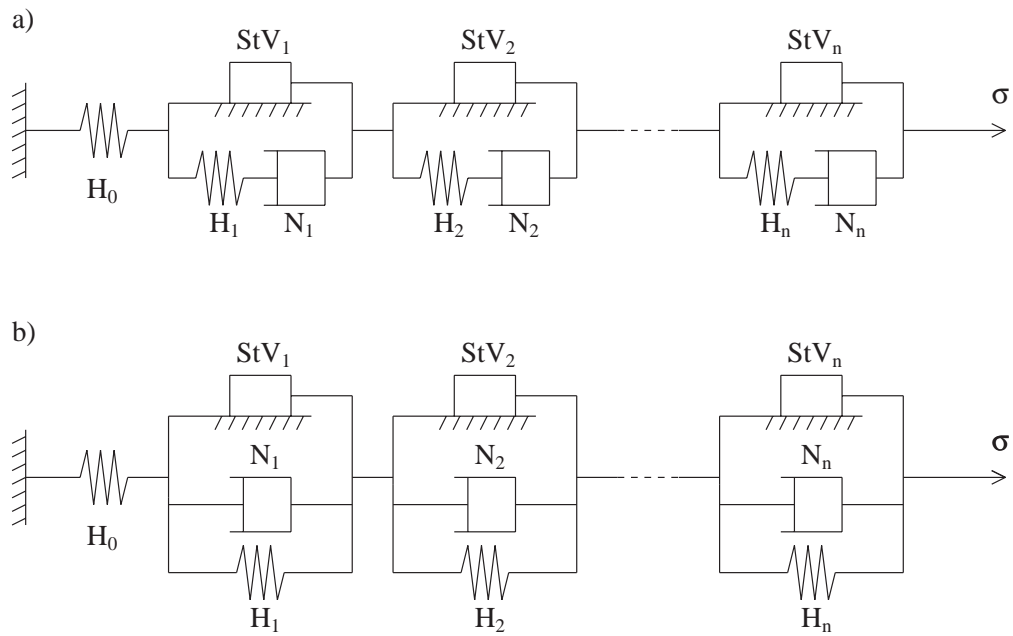 a)
StV₁ StV₂ StVₙ
σ
H₀
H₁ N₁ H₂ N₂ Hₙ Nₙ
b)
StV₁ StV₂ StVₙ
N₁ N₂ Nₙ
σ
H₀
H₁ H₂ Hₙ